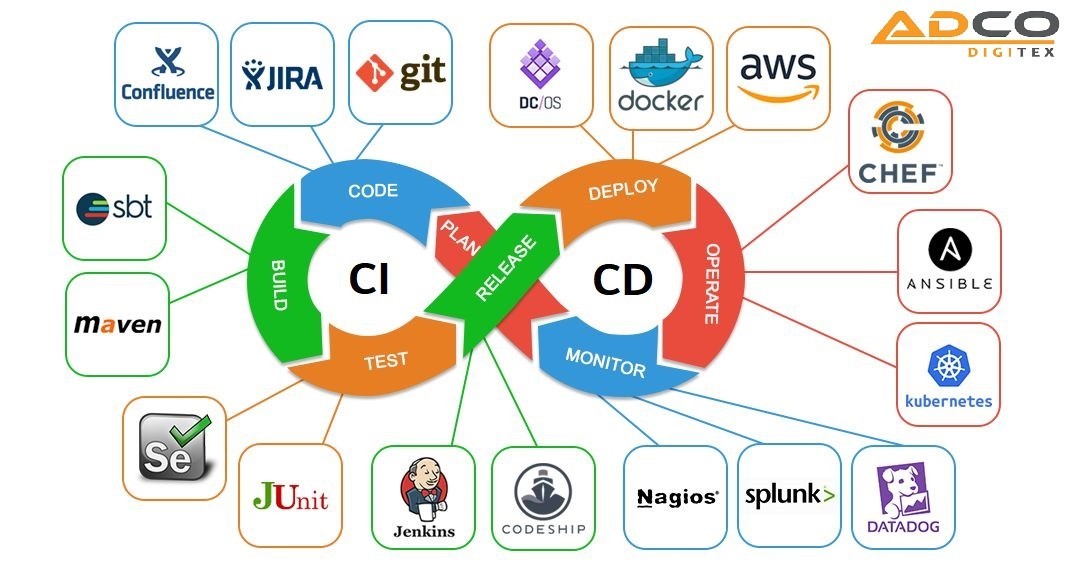 ADCO
DIGITEX
Confluence
JIRA
git
DC/OS
docker
aws
CHEF™
sbt
maven
CODE
PLAN
BUILD
CI
TEST
RELEASE
DEPLOY
CD
OPERATE
MONITOR
ANSIBLE
kubernetes
Se
JUnit
Jenkins
CODESHIP
Nagios®
splunk>
DATADOG